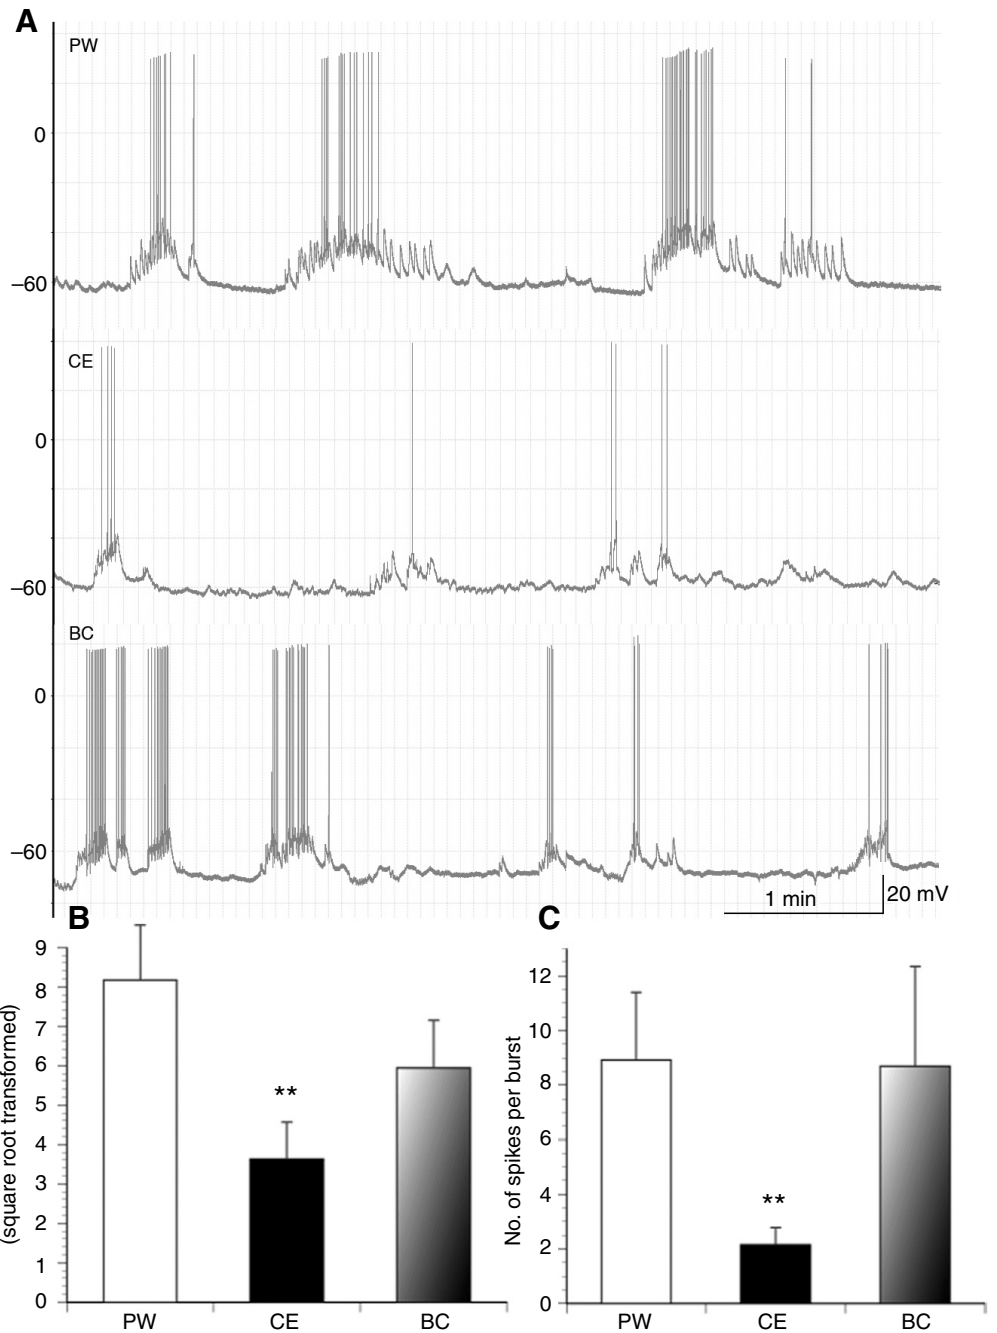 A
PW
0
–60
CE
0
–60
BC
0
–60
1 min
20 mV
B
C
(square root transformed)
9
8
7
6
5
4
3
2
1
0
**
PW
CE
BC
No. of spikes per burst
12
10
8
6
4
2
0
**
PW
CE
BC